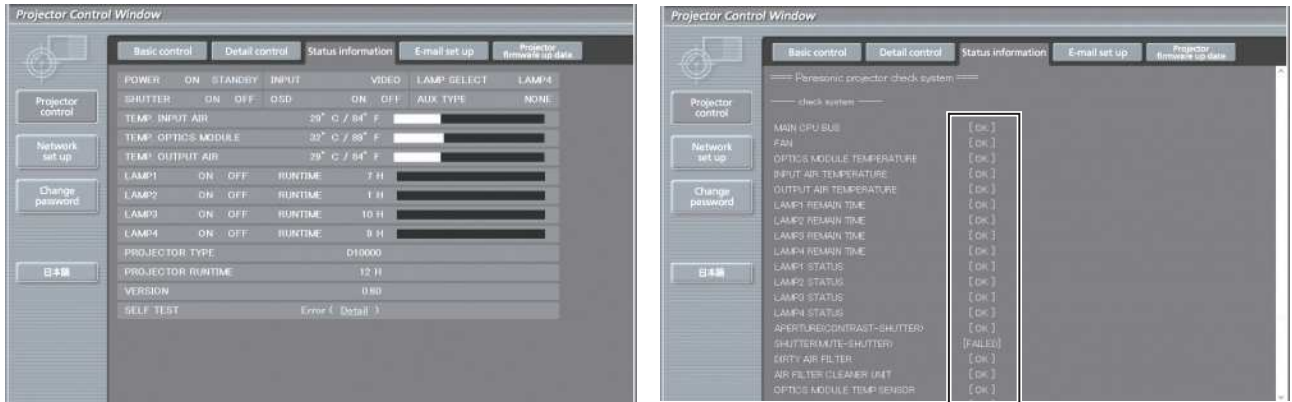 Projector Control Window
Basic control Detail control Status information E-mail set up Projector firmware up date
Projector control
Network set up
Change password
日本語
POWER ON STANDBY INPUT VIDEO LAMP SELECT LAMP4
SHUTTER ON OFF OSD ON OFF AUX TYPE NONE
TEMP. INPUT AIR 29° C / 84° F
TEMP. OPTICS MODULE 32° C / 89° F
TEMP. OUTPUT AIR 29° C / 84° F
LAMP1 ON OFF RUNTIME 7 H
LAMP2 ON OFF RUNTIME 1 H
LAMP3 ON OFF RUNTIME 10 H
LAMP4 ON OFF RUNTIME 9 H
PROJECTOR TYPE D10000
PROJECTOR RUNTIME 12 H
VERSION 0.80
SELF TEST Error ( Detail )
Projector Control Window
Basic control Detail control Status information E-mail set up Projector firmware up date
Projector control
Network set up
Change password
日本語
==== Panasonic projector check system ====
---- check system ----
MAIN CPU BUS [ OK ]
FAN [ OK ]
OPTICS MODULE TEMPERATURE [ OK ]
INPUT AIR TEMPERATURE [ OK ]
OUTPUT AIR TEMPERATURE [ OK ]
LAMP1 REMAIN TIME [ OK ]
LAMP2 REMAIN TIME [ OK ]
LAMP3 REMAIN TIME [ OK ]
LAMP4 REMAIN TIME [ OK ]
LAMP1 STATUS [ OK ]
LAMP2 STATUS [ OK ]
LAMP3 STATUS [ OK ]
LAMP4 STATUS [ OK ]
APERTURE(CONTRAST-SHUTTER) [ OK ]
SHUTTER(MUTE-SHUTTER) [FAILED]
DIRTY AIR FILTER [ OK ]
AIR FILTER CLEANER UNIT [ OK ]
OPTICS MODULE TEMP SENSOR [ OK ]